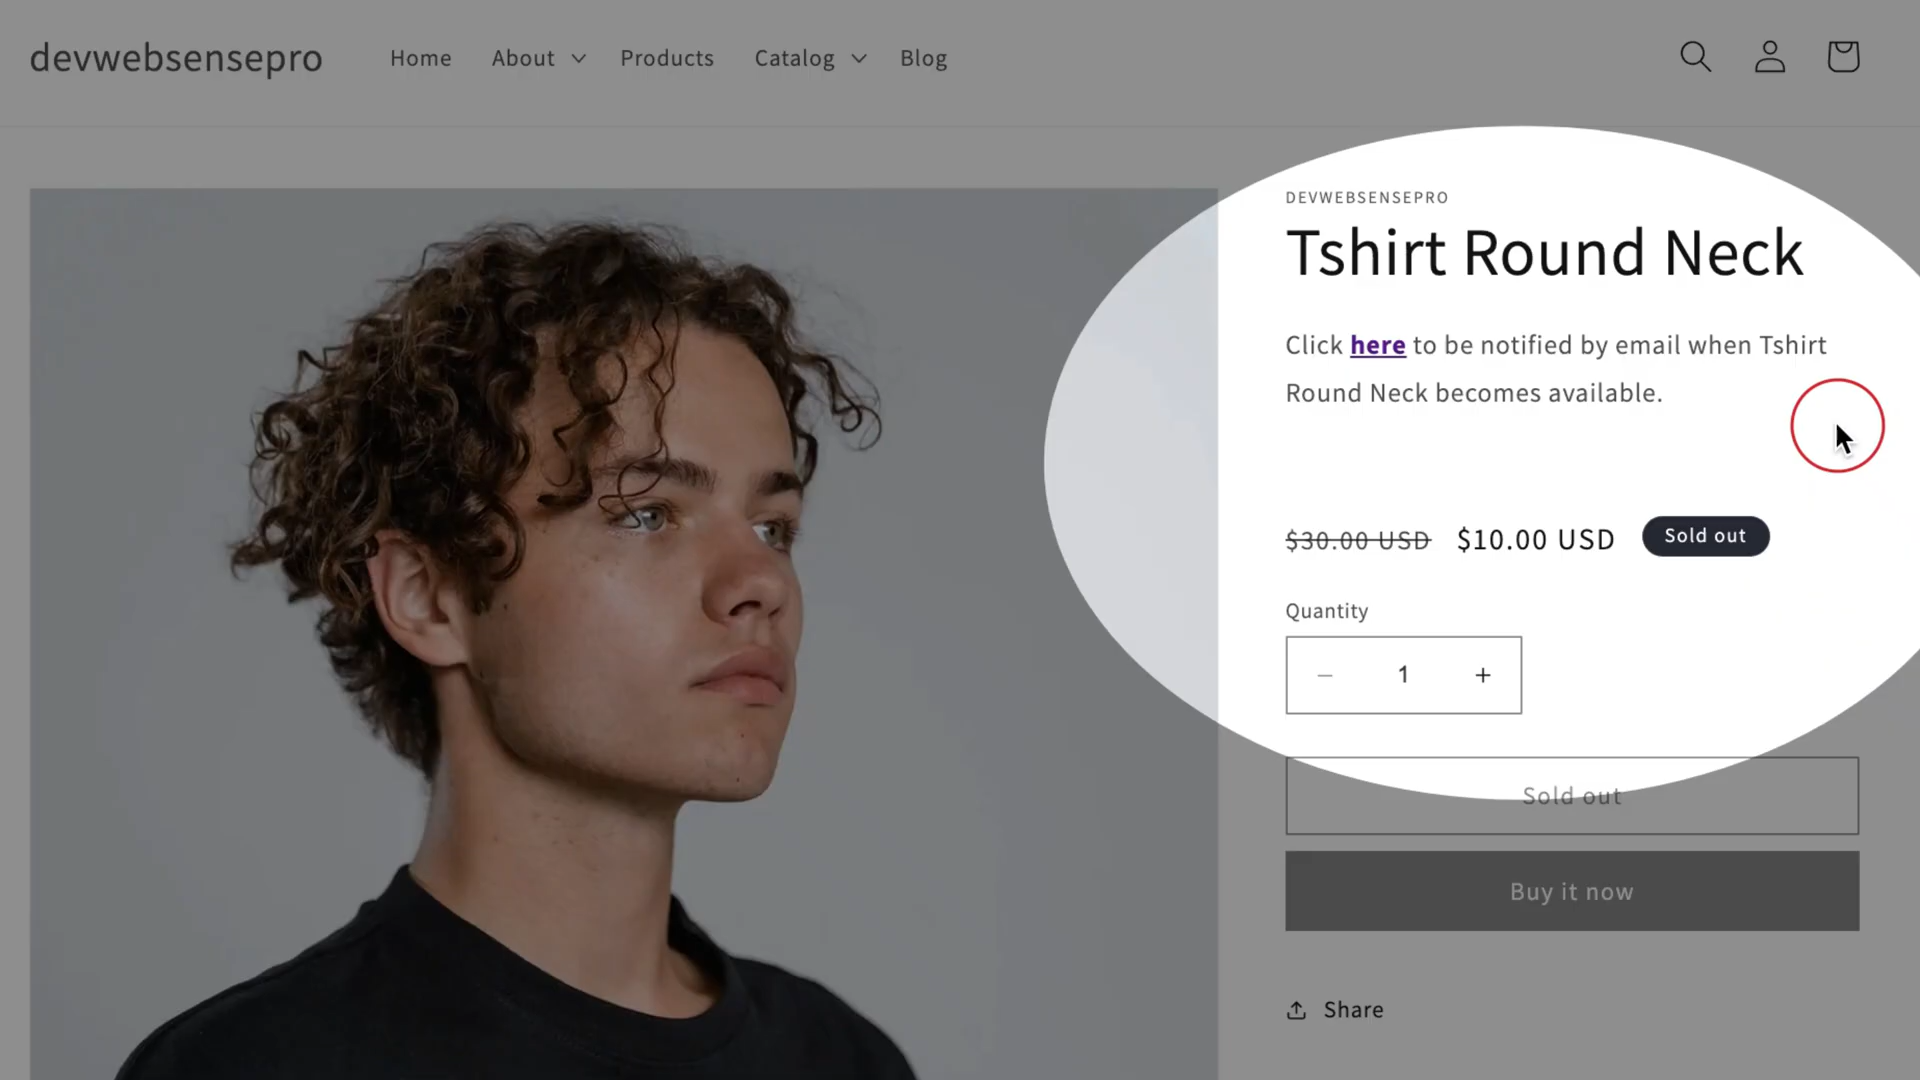 devwebsensepro
Home About Products Catalog Blog
DEVWEBSENSEPRO
Tshirt Round Neck
Click here to be notified by email when Tshirt
Round Neck becomes available.
$30.00 USD $10.00 USD Sold out
Quantity
1
Sold out
Buy it now
Share